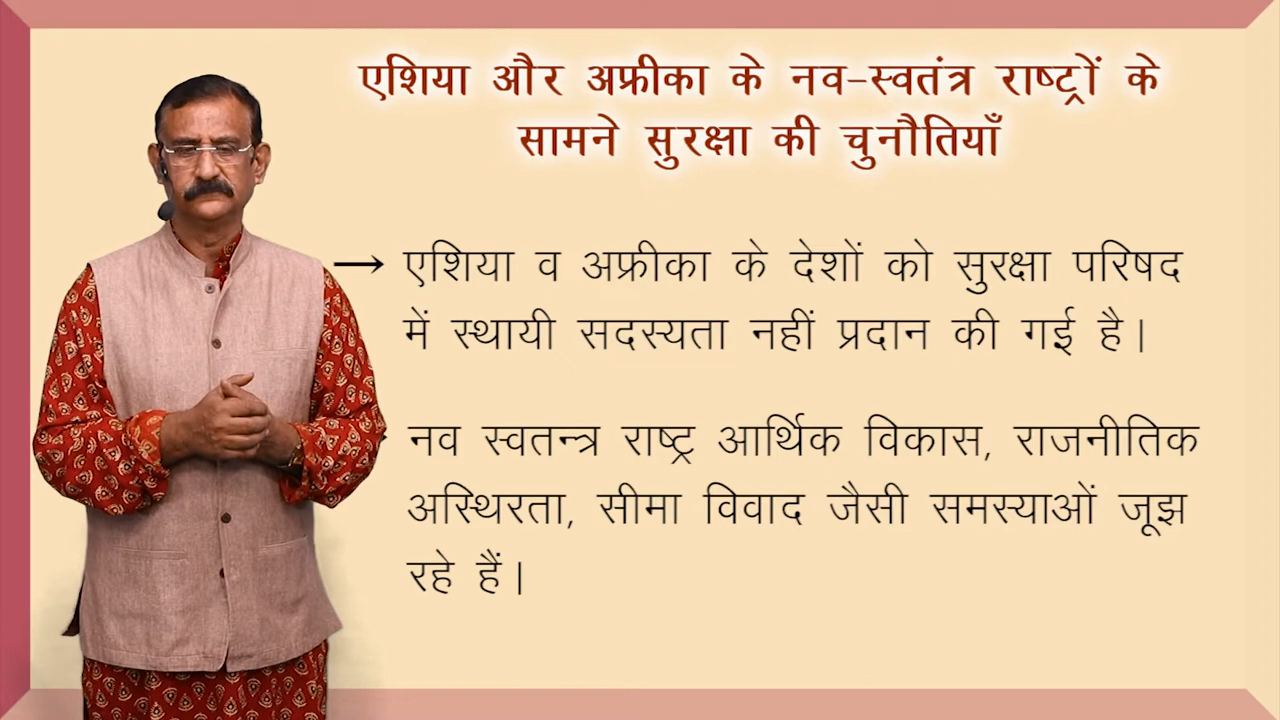 एशिया और अफ्रीका के नव-स्वतंत्र राष्ट्रों के
सामने सुरक्षा की चुनौतियाँ
→ एशिया व अफ्रीका के देशों को सुरक्षा परिषद
में स्थायी सदस्यता नहीं प्रदान की गई है।
नव स्वतन्त्र राष्ट्र आर्थिक विकास, राजनीतिक
अस्थिरता, सीमा विवाद जैसी समस्याओं जूझ
रहे हैं।